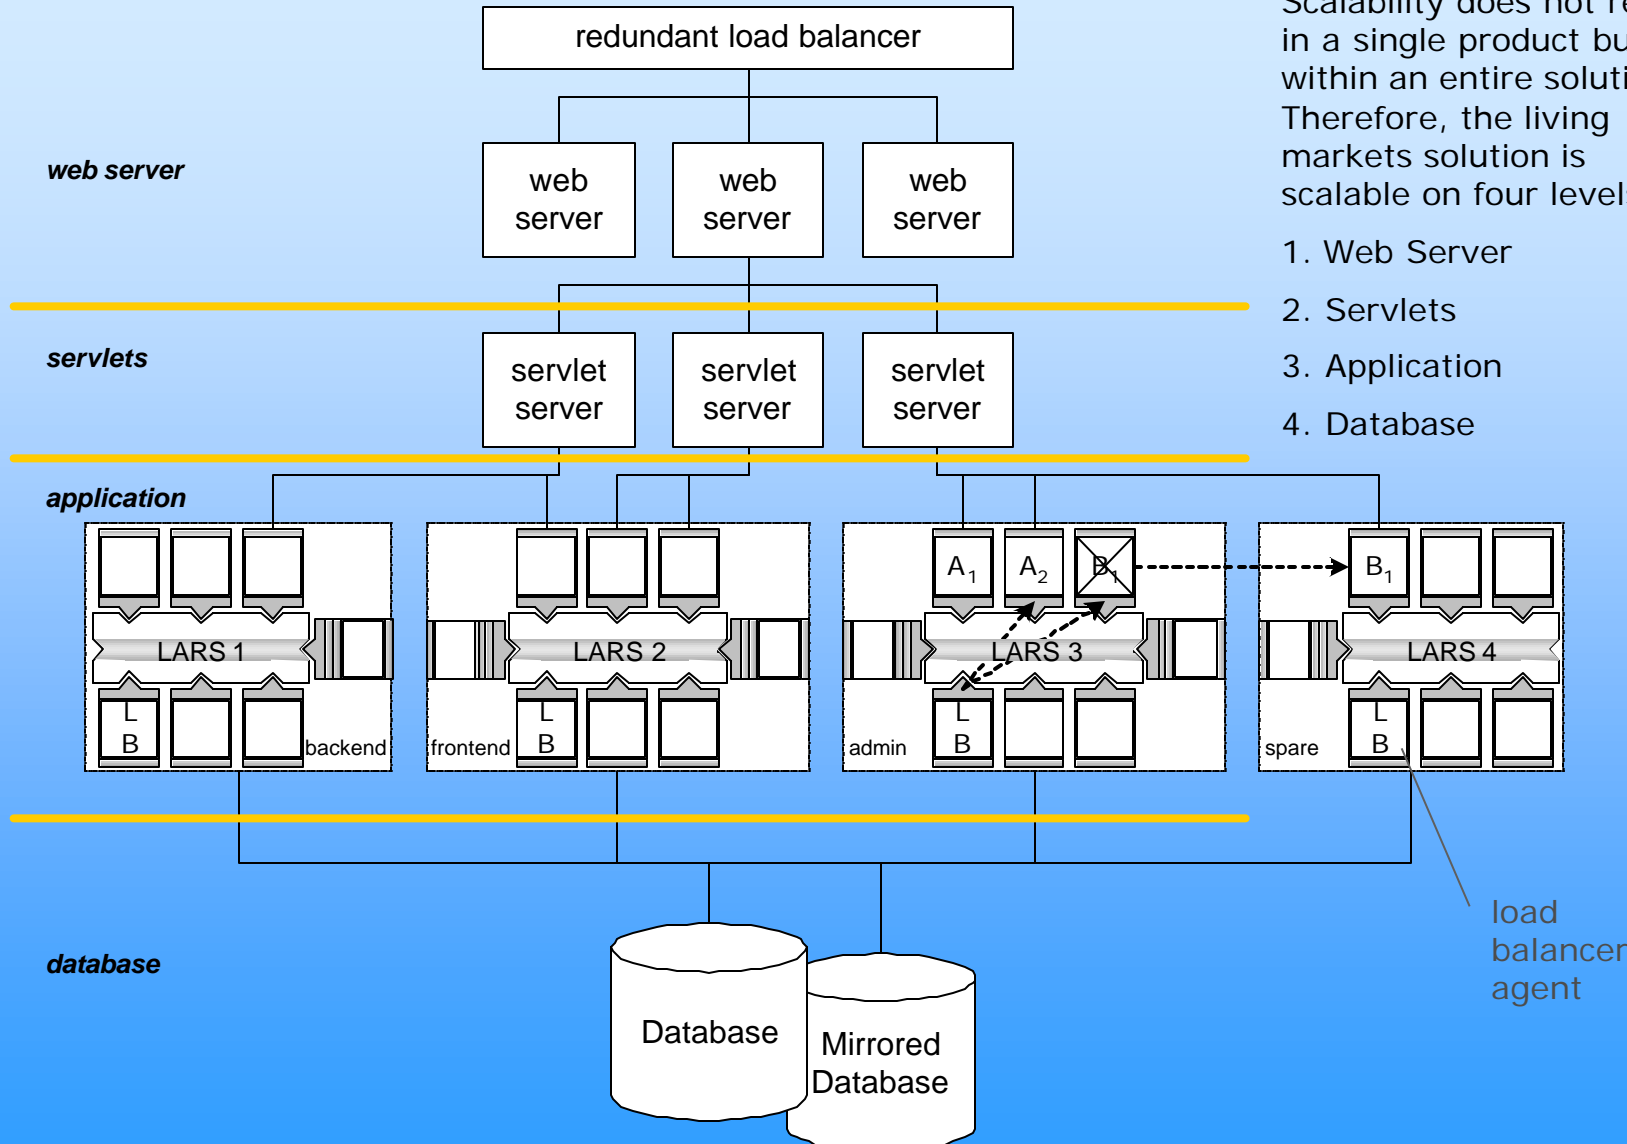 redundant load balancer
Scalability does not
in a single product
within an entire
Therefore, the living
markets solution is
scalable on four
1. Web Server
2. Servlets
3. Application
4. Database
web server
web
server
web
server
web
server
servlets
servlet
server
servlet
server
servlet
server
application
A1
A2
B1
B1
LARS 1
LARS 2
LARS 3
LARS 4
L
B
backend
frontend
L
B
admin
L
B
spare
L
B
load
balancer
agent
database
Database
Mirrored
Database